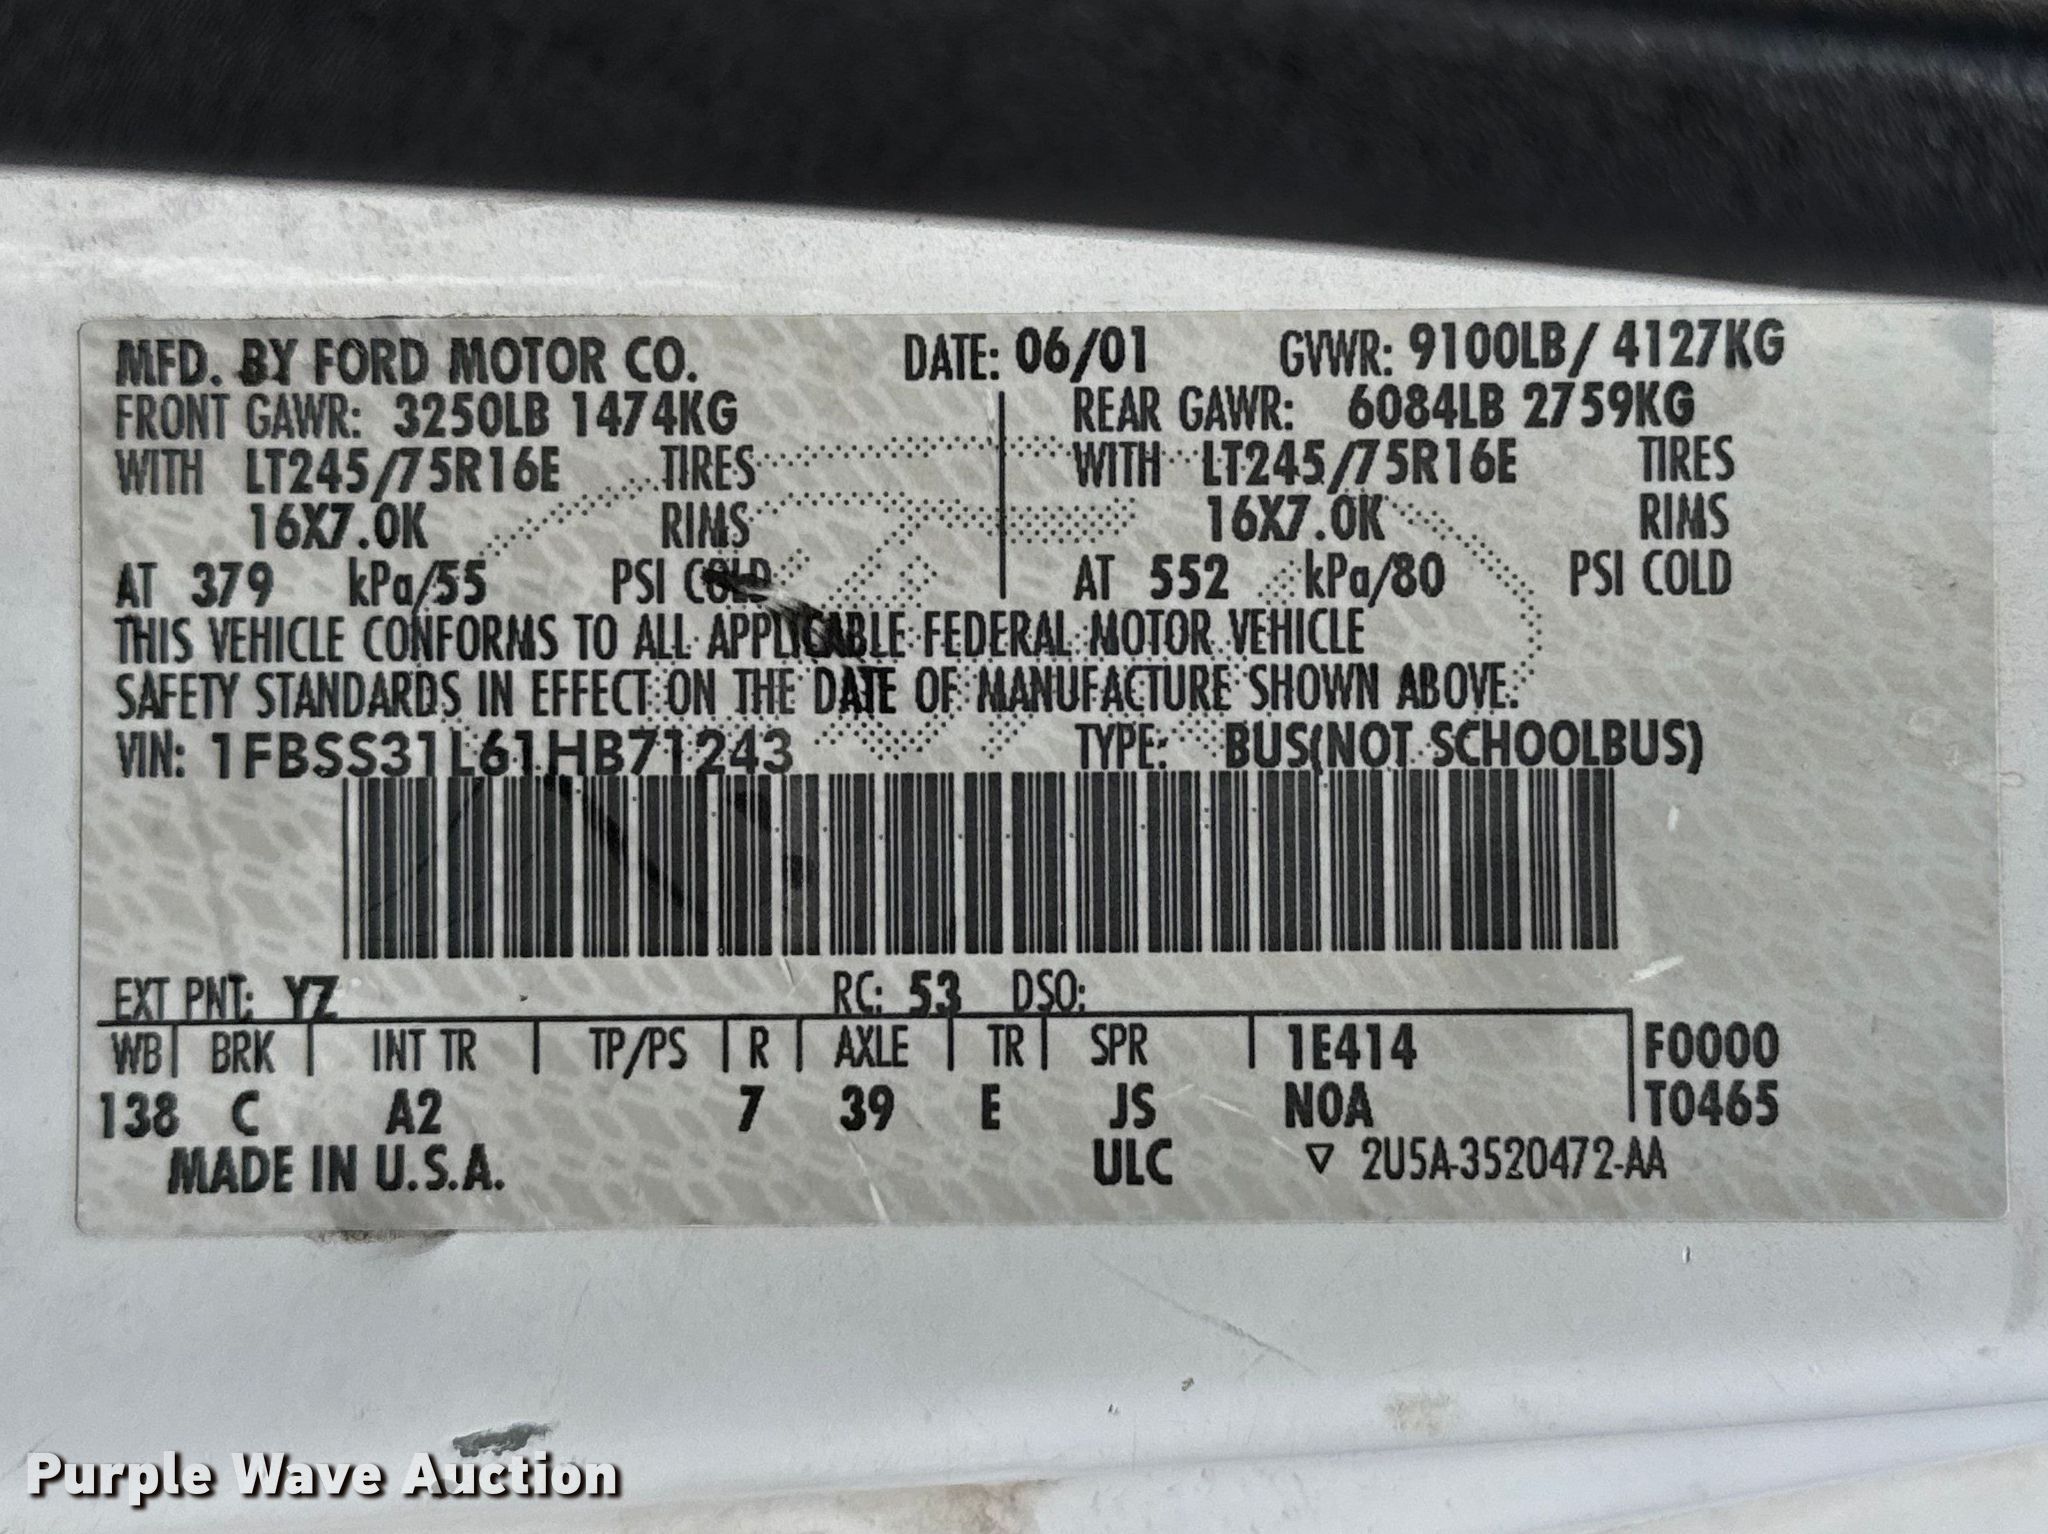 MFD. BY FORD MOTOR CO. DATE: 06/01 GVWR: 9100LB/ 4127KG
FRONT GAWR: 3250LB 1474KG REAR GAWR: 6084LB 2759KG
WITH LT245/75R16E TIRES WITH LT245/75R16E TIRES
16X7.0K RIMS 16X7.0K RIMS
AT 379 kPa/55 PSI COLD AT 552 kPa/80 PSI COLD
THIS VEHICLE CONFORMS TO ALL APPLICABLE FEDERAL MOTOR VEHICLE
SAFETY STANDARDS IN EFFECT ON THE DATE OF MANUFACTURE SHOWN ABOVE.
VIN: 1FBSS31L61HB71243 TYPE: BUS(NOT SCHOOLBUS)
EXT PNT: YZ RC: 53 DSO:
WB | BRK | INT TR | TP/PS | R | AXLE | TR | SPR | 1E414 F0000
138 C A2 7 39 E JS N0A T0465
MADE IN U.S.A. ULC ▽ 2U5A-3520472-AA
Purple Wave Auction